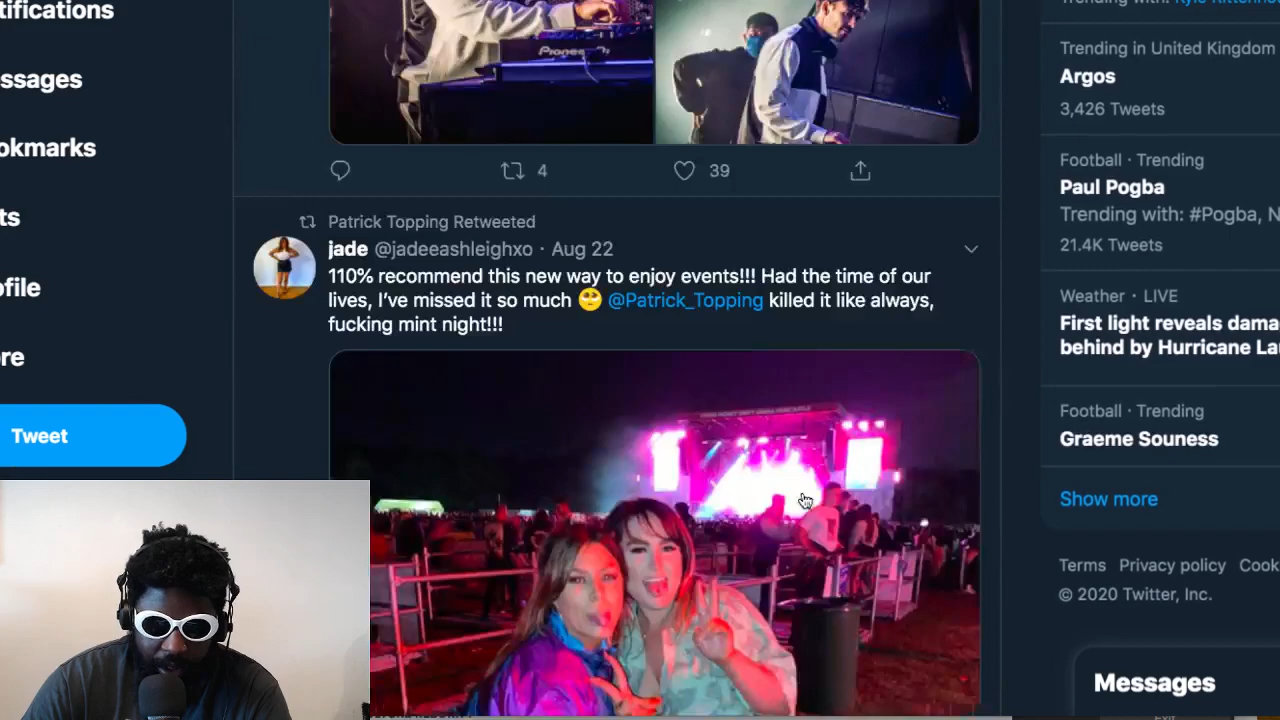 tifications
ssages
okmarks
ts
ofile
re
Tweet
Pioneer
4
39
Patrick Topping Retweeted
jade @jadeeashleighxo · Aug 22
110% recommend this new way to enjoy events!!! Had the time of our
lives, I've missed it so much 🥺 @Patrick_Topping killed it like always,
fucking mint night!!!
Trending in United Kingdom
Argos
3,426 Tweets
Football · Trending
Paul Pogba
Trending with: #Pogba, N
21.4K Tweets
Weather · LIVE
First light reveals dama
behind by Hurricane La
Football · Trending
Graeme Souness
Show more
Terms Privacy policy Cook
© 2020 Twitter, Inc.
Messages